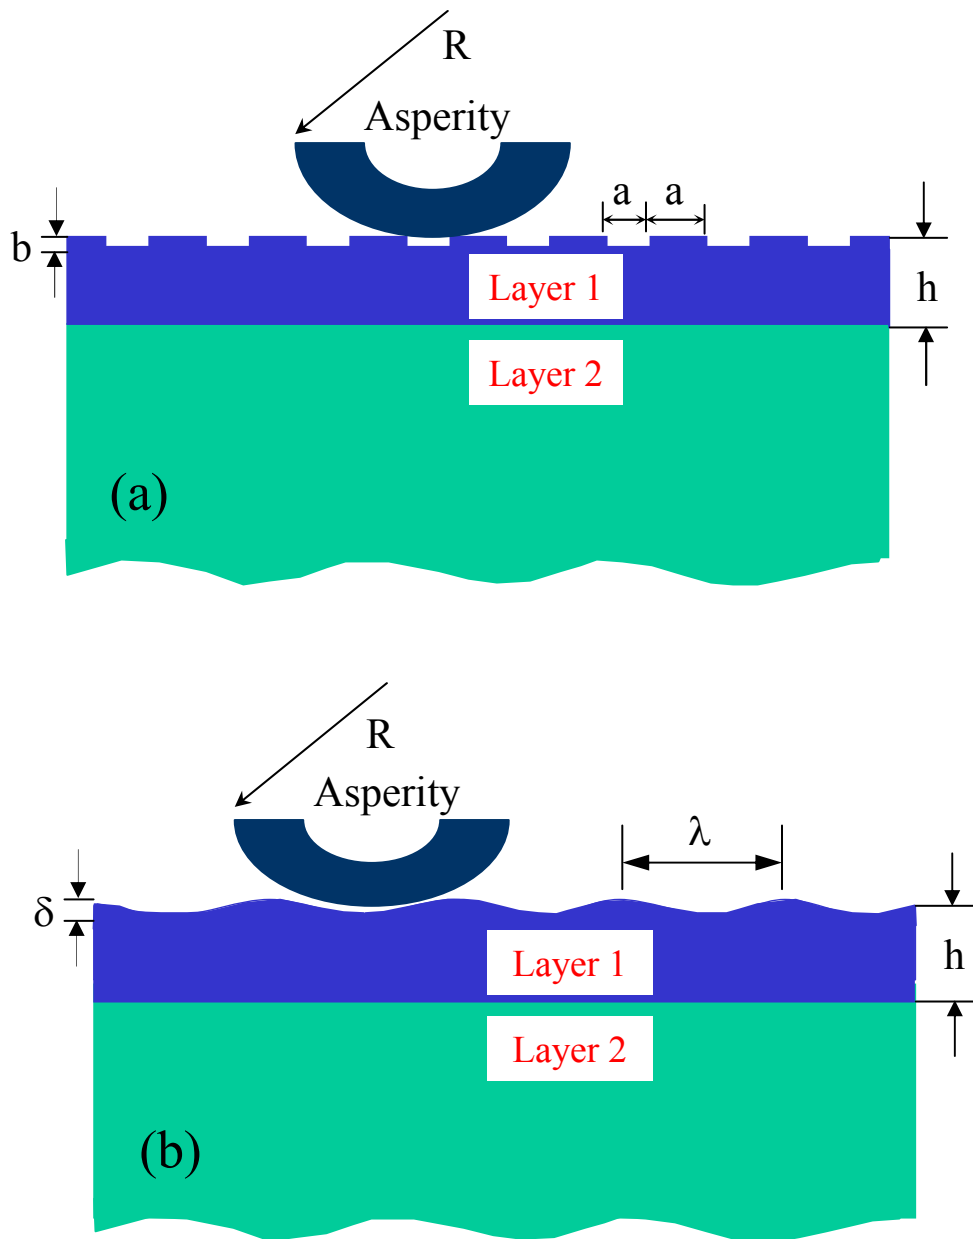 R
Asperity
a a
b
h
Layer 1
Layer 2
(a)
R
Asperity
λ
δ
h
Layer 1
Layer 2
(b)